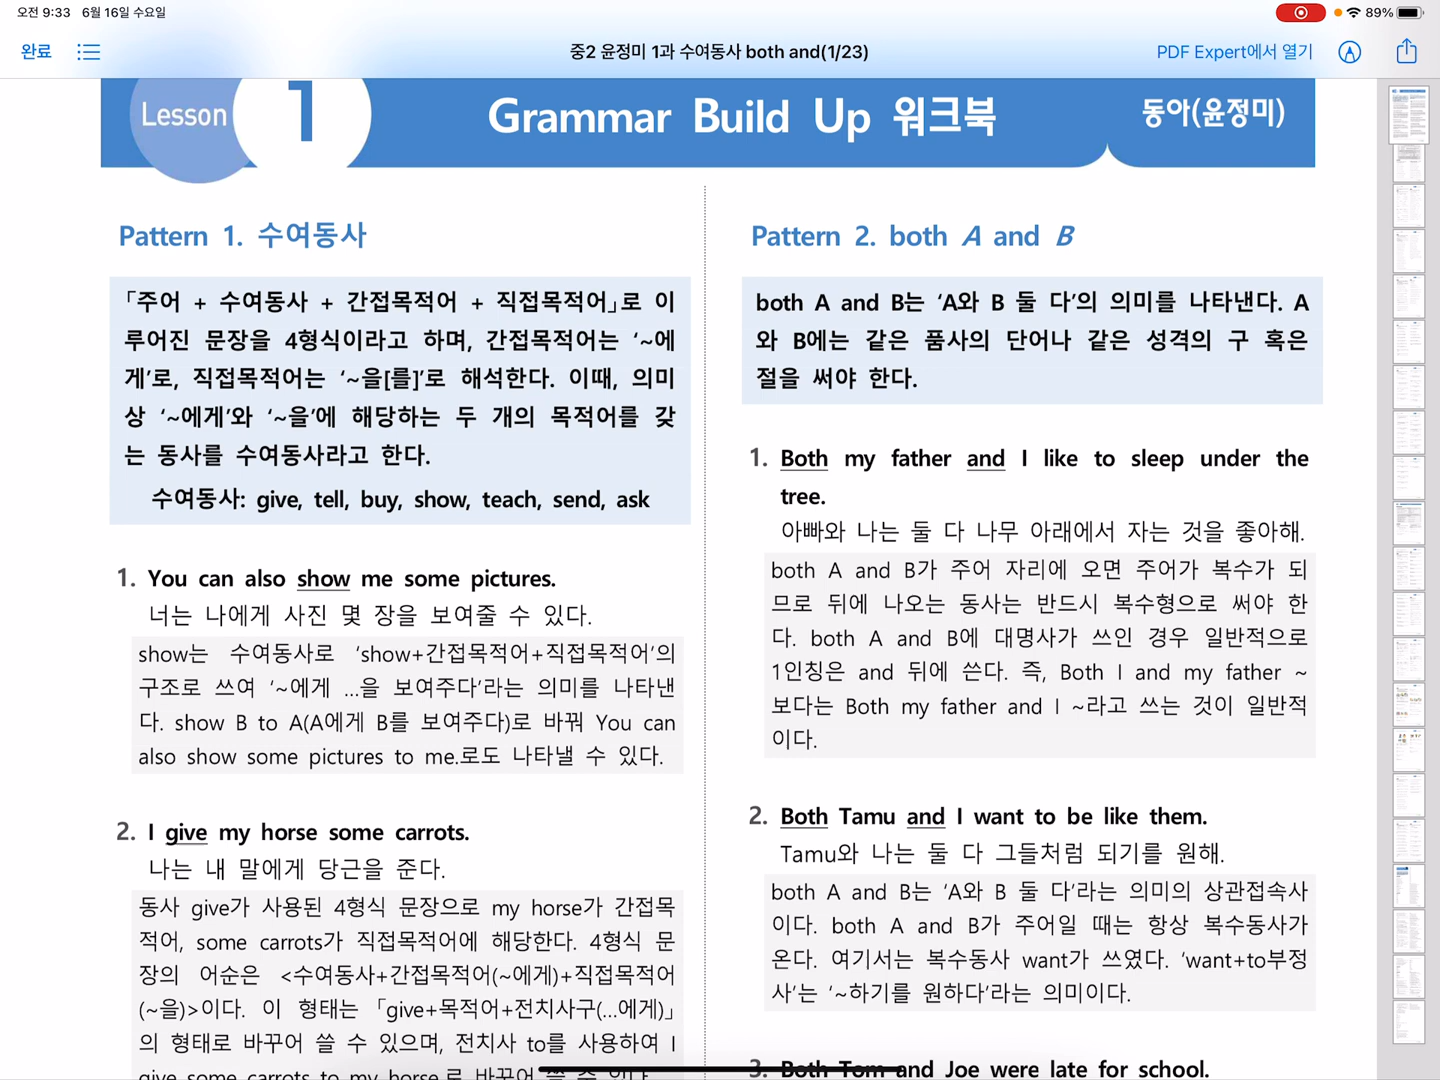 오전 9:33 6월 16일 수요일
89%
완료
중2 윤정미 1과 수여동사 both and(1/23)
PDF Expert에서 열기
Lesson 1
Grammar Build Up 워크북
동아(윤정미)
Pattern 1. 수여동사
「주어 + 수여동사 + 간접목적어 + 직접목적어」로 이
루어진 문장을 4형식이라고 하며, 간접목적어는 ‘~에
게’로, 직접목적어는 ‘~을[를]’로 해석한다. 이때, 의미
상 ‘~에게’와 ‘~을’에 해당하는 두 개의 목적어를 갖
는 동사를 수여동사라고 한다.
수여동사: give, tell, buy, show, teach, send, ask
1. You can also show me some pictures.
너는 나에게 사진 몇 장을 보여줄 수 있다.
show는 수여동사로 ‘show+간접목적어+직접목적어’의
구조로 쓰여 ‘~에게 …을 보여주다’라는 의미를 나타낸
다. show B to A(A에게 B를 보여주다)로 바꿔 You can
also show some pictures to me.로도 나타낼 수 있다.
2. I give my horse some carrots.
나는 내 말에게 당근을 준다.
동사 give가 사용된 4형식 문장으로 my horse가 간접목
적어, some carrots가 직접목적어에 해당한다. 4형식 문
장의 어순은 <수여동사+간접목적어(~에게)+직접목적어
(~을)>이다. 이 형태는 「give+목적어+전치사구(…에게)」
의 형태로 바꾸어 쓸 수 있으며, 전치사 to를 사용하여 I
give some carrots to my horse.로 바꾸어 쓸 수 있다.
Pattern 2. both A and B
both A and B는 ‘A와 B 둘 다’의 의미를 나타낸다. A
와 B에는 같은 품사의 단어나 같은 성격의 구 혹은
절을 써야 한다.
1. Both my father and I like to sleep under the
tree.
아빠와 나는 둘 다 나무 아래에서 자는 것을 좋아해.
both A and B가 주어 자리에 오면 주어가 복수가 되
므로 뒤에 나오는 동사는 반드시 복수형으로 써야 한
다. both A and B에 대명사가 쓰인 경우 일반적으로
1인칭은 and 뒤에 쓴다. 즉, Both I and my father ~
보다는 Both my father and I ~라고 쓰는 것이 일반적
이다.
2. Both Tamu and I want to be like them.
Tamu와 나는 둘 다 그들처럼 되기를 원해.
both A and B는 ‘A와 B 둘 다’라는 의미의 상관접속사
이다. both A and B가 주어일 때는 항상 복수동사가
온다. 여기서는 복수동사 want가 쓰였다. ‘want+to부정
사’는 ‘~하기를 원하다’라는 의미이다.
3. Both Tom and Joe were late for school.